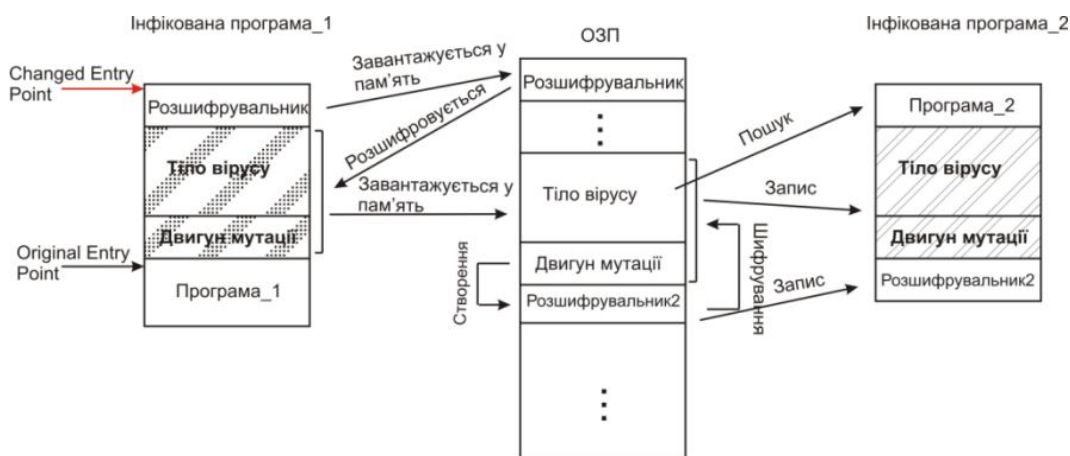 Інфікована програма_1
ОЗП
Інфікована програма_2
Changed Entry
Point
Завантажується у
пам'ять
Розшифрувальник
Розшифровується
Тіло вірусу
Завантажується у
пам'ять
Двигун мутації
Original Entry
Point
Програма_1
Розшифрувальник
Тіло вірусу
Двигун мутації
Створення
Розшифрувальник2
Шифрування
Пошук
Запис
Запис
Програма_2
Тіло вірусу
Двигун мутації
Розшифрувальник2